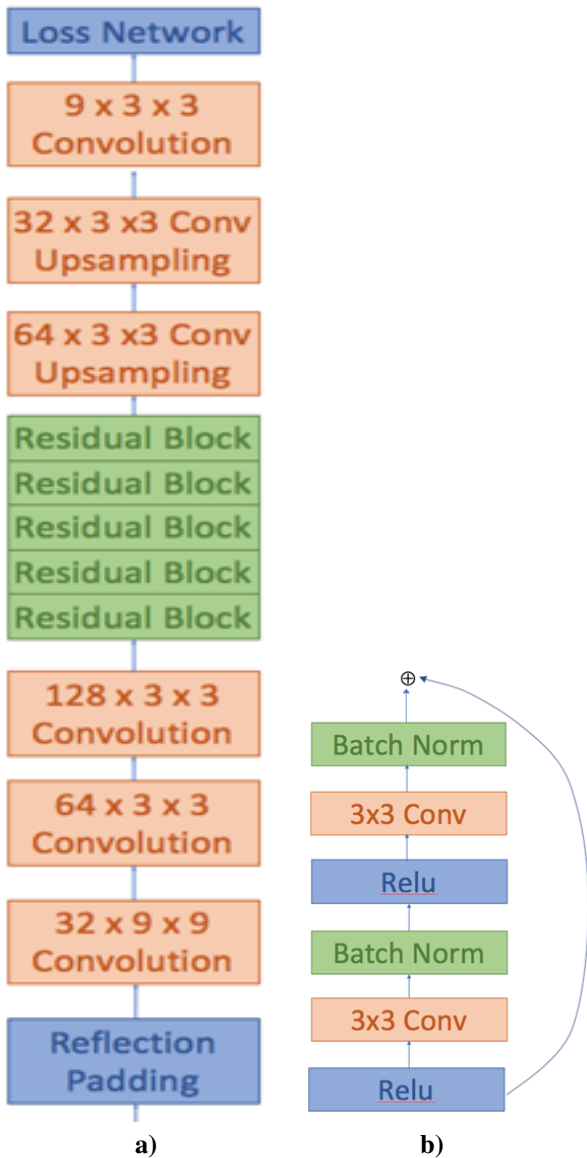 Loss Network
9 x 3 x 3
Convolution
32 x 3 x3 Conv
Upsampling
64 x 3 x3 Conv
Upsampling
Residual Block
Residual Block
Residual Block
Residual Block
Residual Block
128 x 3 x 3
Convolution
64 x 3 x 3
Convolution
32 x 9 x 9
Convolution
Reflection
Padding
a)
⊕
Batch Norm
3x3 Conv
Relu
Batch Norm
3x3 Conv
Relu
b)